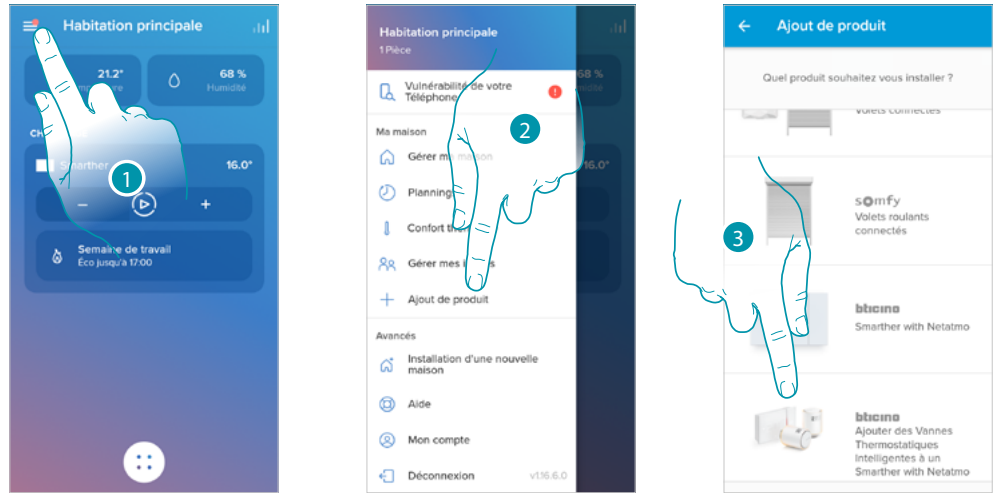 Habitation principale
21.2°
68 %
Humidité
Smarther
16.0°
1
Semaine de travail
Éco jusqu'à 17:00
Habitation principale
1 Pièce
68 %
Vulnérabilité de votre
Téléphone
!
Ma maison
2
Gérer ma maison
16.0°
Planning
Confort
Gérer mes
Ajout de produit
Avancés
Installation d'une nouvelle
maison
Aide
Mon compte
Déconnexion
v1.16.6.0
Ajout de produit
Quel produit souhaitez vous installer ?
Volets connectés
somfy
Volets roulants
connectés
3
bticino
Smarther with Netatmo
bticino
Ajouter des Vannes
Thermostatiques
Intelligentes à un
Smarther with Netatmo